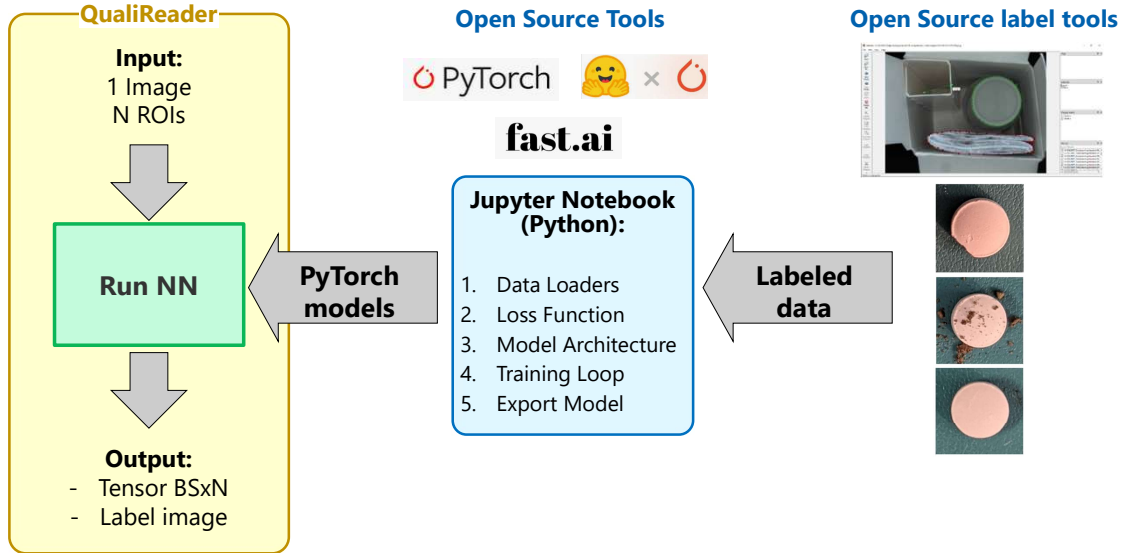 QualiReader
Input:
1 Image
N ROIs
Run NN
Output:
- Tensor BSxN
- Label image
PyTorch
models
Open Source Tools
PyTorch
×
fast.ai
Jupyter Notebook
(Python):
1. Data Loaders
2. Loss Function
3. Model Architecture
4. Training Loop
5. Export Model
Labeled
data
Open Source label tools